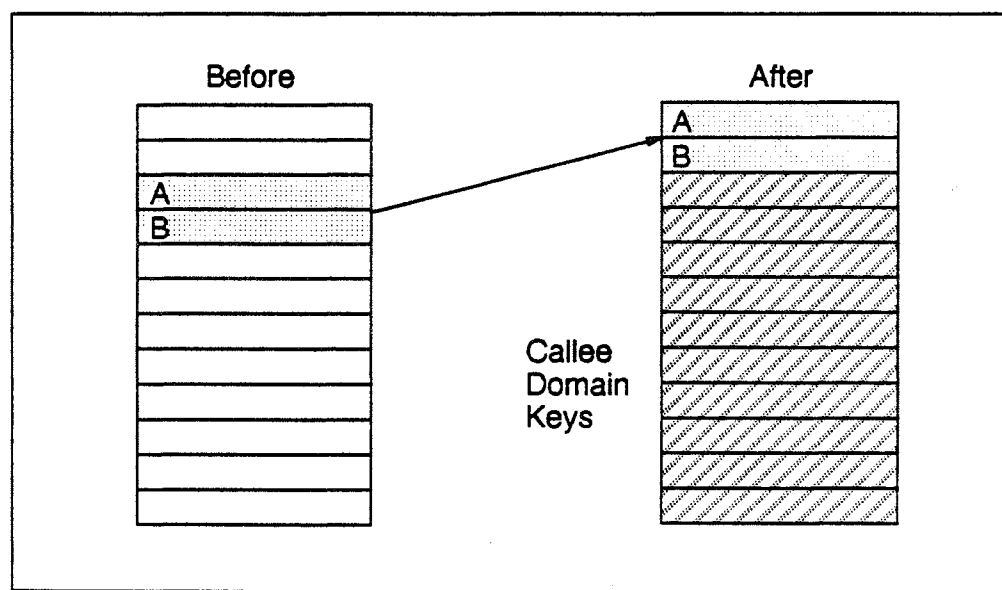 Before
After
A
B
A
B
Callee
Domain
Keys